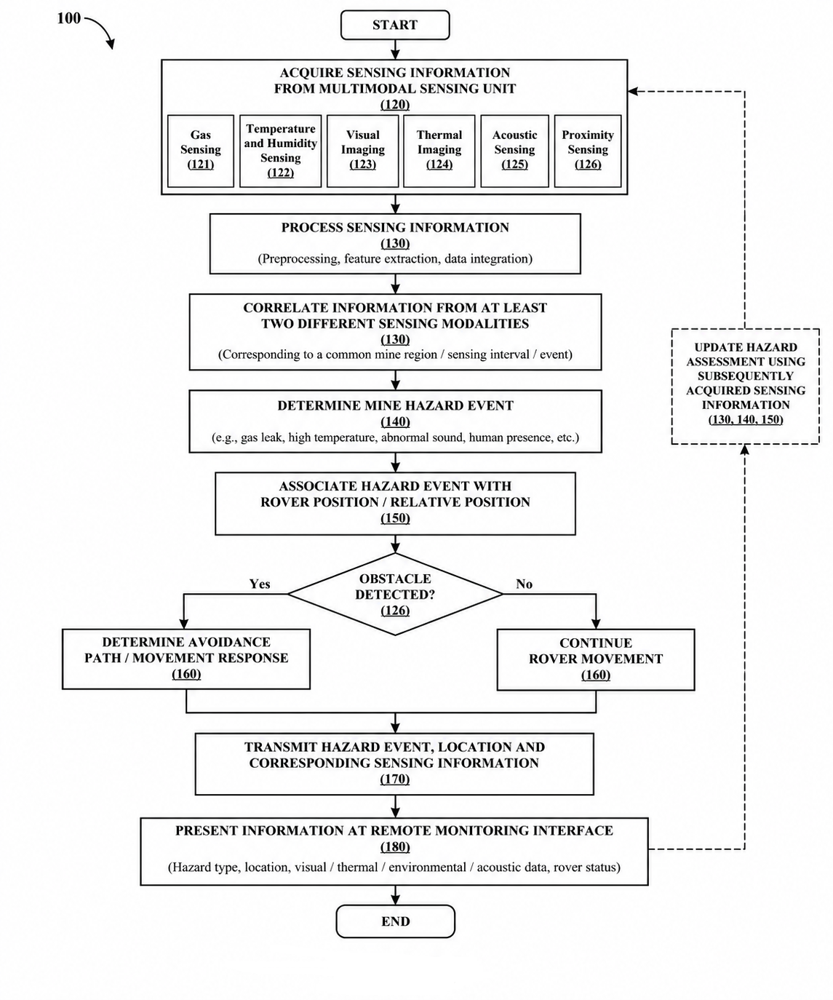 100
START
ACQUIRE SENSING INFORMATION
FROM MULTIMODAL SENSING UNIT
(120)
Gas
Sensing
(121)
Temperature
and Humidity
Sensing
(122)
Visual
Imaging
(123)
Thermal
Imaging
(124)
Acoustic
Sensing
(125)
Proximity
Sensing
(126)
PROCESS SENSING INFORMATION
(130)
(Preprocessing, feature extraction, data integration)
CORRELATE INFORMATION FROM AT LEAST
TWO DIFFERENT SENSING MODALITIES
(130)
(Corresponding to a common mine region / sensing interval / event)
UPDATE HAZARD
ASSESSMENT USING
SUBSEQUENTLY
ACQUIRED SENSING
INFORMATION
(130, 140, 150)
DETERMINE MINE HAZARD EVENT
(140)
(e.g., gas leak, high temperature, abnormal sound, human presence, etc.)
ASSOCIATE HAZARD EVENT WITH
ROVER POSITION / RELATIVE POSITION
(150)
OBSTACLE
DETECTED?
(126)
Yes
No
DETERMINE AVOIDANCE
PATH / MOVEMENT RESPONSE
(160)
CONTINUE
ROVER MOVEMENT
(160)
TRANSMIT HAZARD EVENT, LOCATION AND
CORRESPONDING SENSING INFORMATION
(170)
PRESENT INFORMATION AT REMOTE MONITORING INTERFACE
(180)
(Hazard type, location, visual / thermal / environmental / acoustic data, rover status)
END